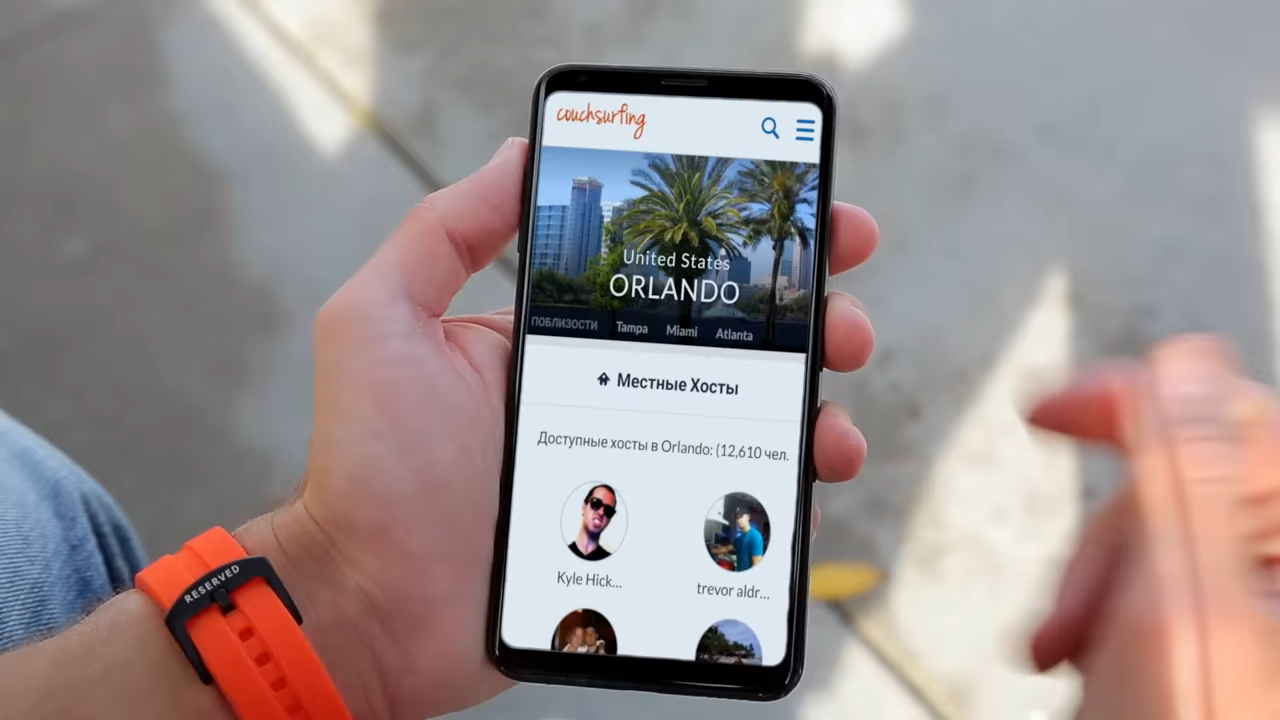 couchsurfing
United States
ORLANDO
ПОБЛИЗОСТИ Tampa Miami Atlanta
Местные Хосты
Доступные хосты в Orlando: (12,610 чел.
Kyle Hick... trevor aldr...
RESERVED